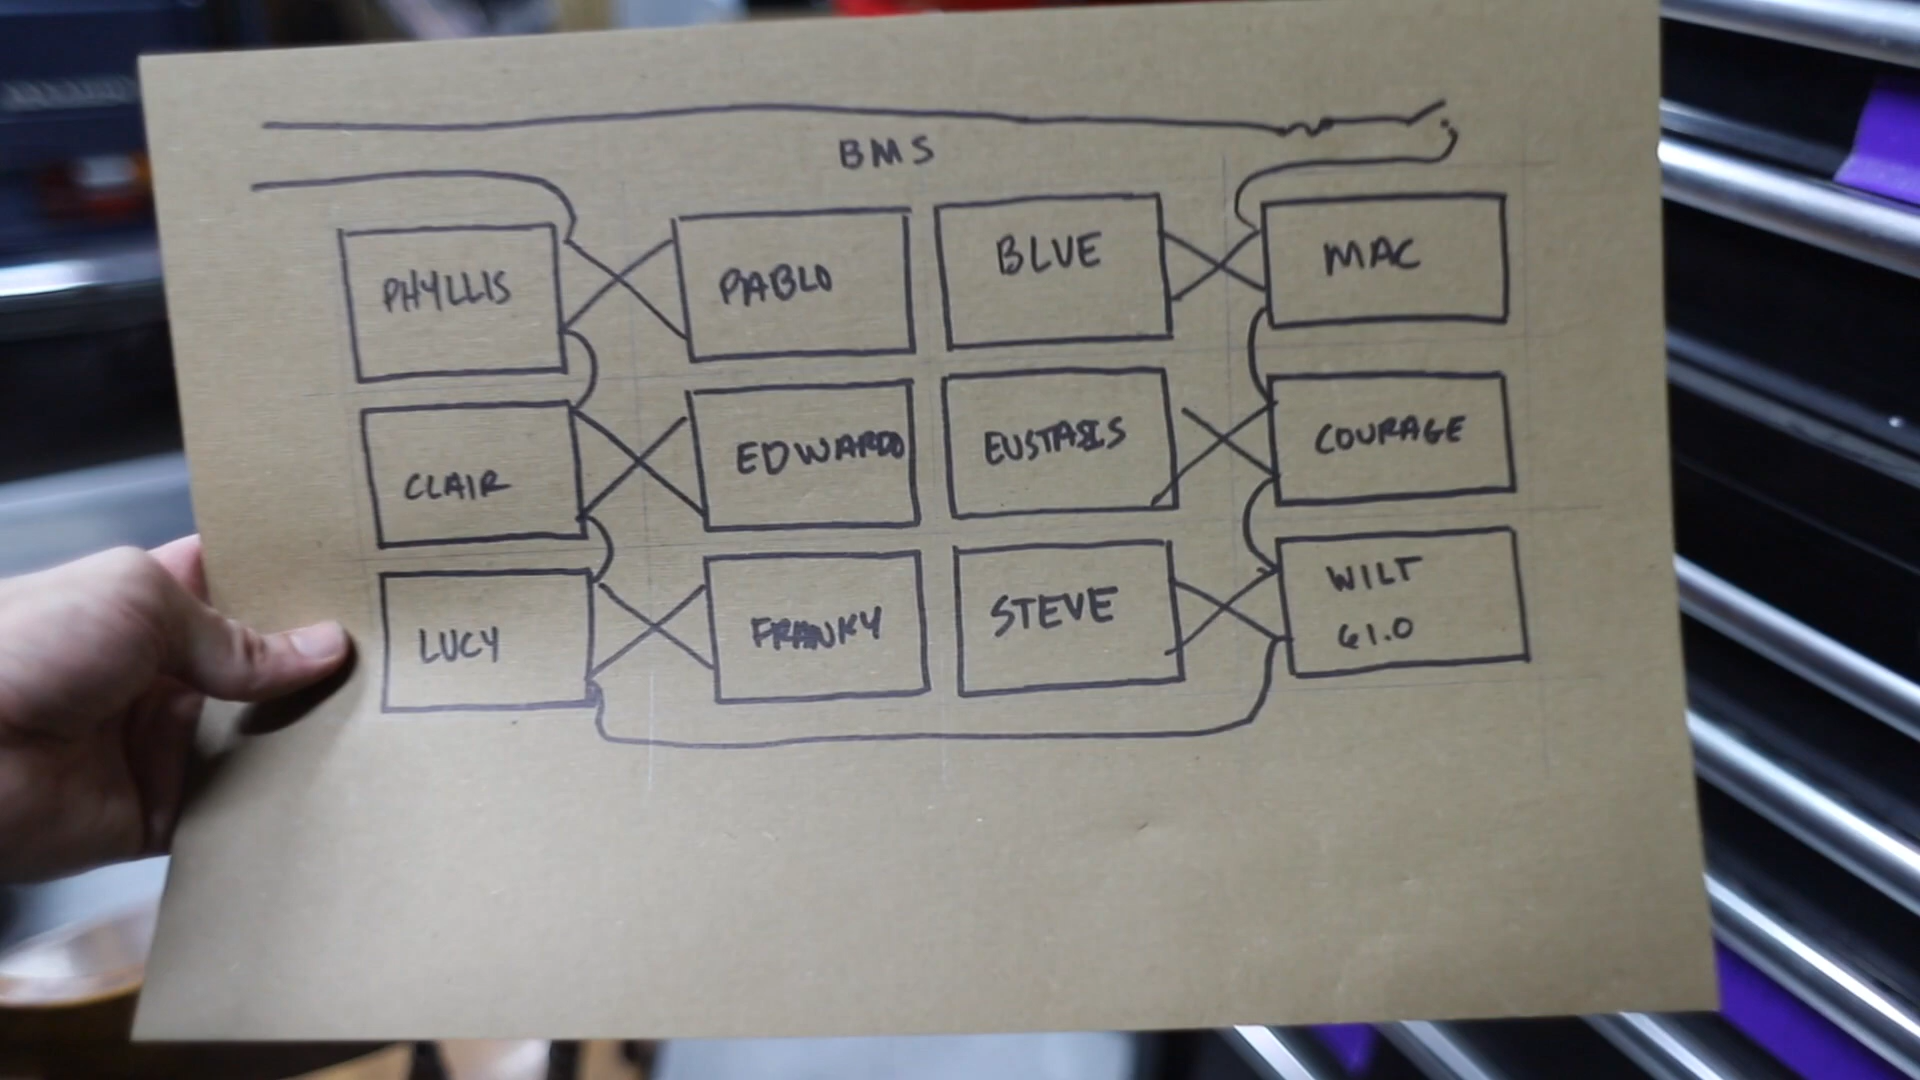 BMS
PHYLLIS
PABLO
BLUE
MAC
CLAIR
EDWARDO
EUSTASIS
COURAGE
LUCY
FRANKY
STEVE
WILT
61.0